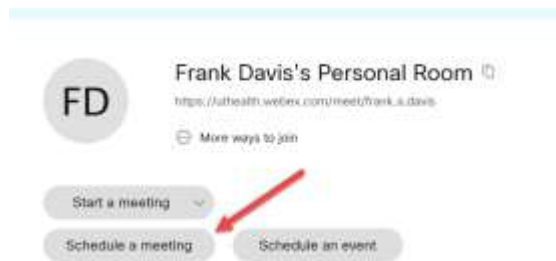 FD
Frank Davis's Personal Room
https://uthealth.webex.com/meet/frank.a.davis
More ways to join
Start a meeting
Schedule a meeting
Schedule an event